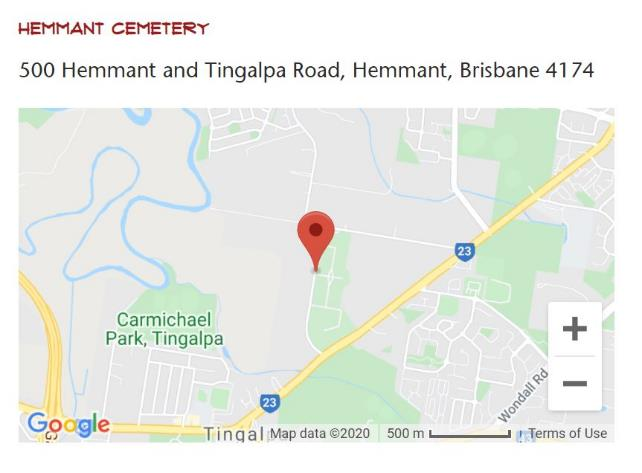 HEMMANT CEMETERY
500 Hemmant and Tingalpa Road, Hemmant, Brisbane 4174
23
Carmichael
Park, Tingalpa
Wondall Rd
23
Google
Tingal
Map data ©2020
500 m
Terms of Use